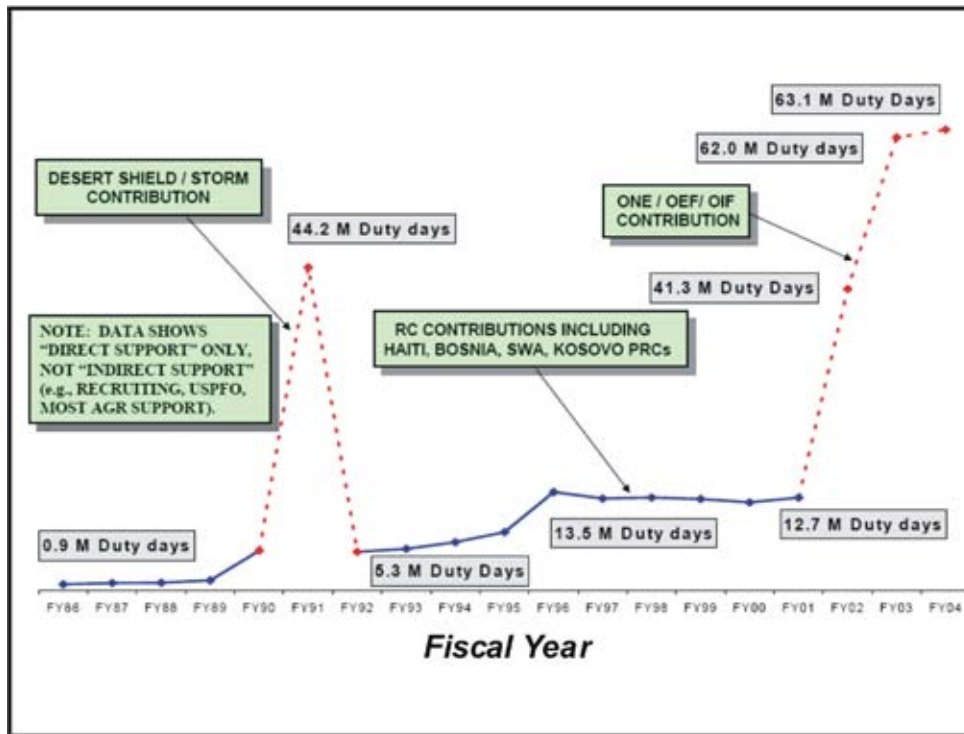 63.1 M Duty Days
62.0 M Duty days
DESERT SHIELD / STORM
CONTRIBUTION
ONE / OEF/ OIF
CONTRIBUTION
44.2 M Duty days
41.3 M Duty Days
NOTE: DATA SHOWS
“DIRECT SUPPORT” ONLY,
NOT “INDIRECT SUPPORT”
(e.g., RECRUITING, USPFO,
MOST AGR SUPPORT).
RC CONTRIBUTIONS INCLUDING
HAITI, BOSNIA, SWA, KOSOVO PRCs
0.9 M Duty days
5.3 M Duty Days
13.5 M Duty days
12.7 M Duty days
FY86 FY87 FY88 FY89 FY90 FY91 FY92 FY93 FY94 FY95 FY96 FY97 FY98 FY99 FY00 FY01 FY02 FY03 FY04
Fiscal Year